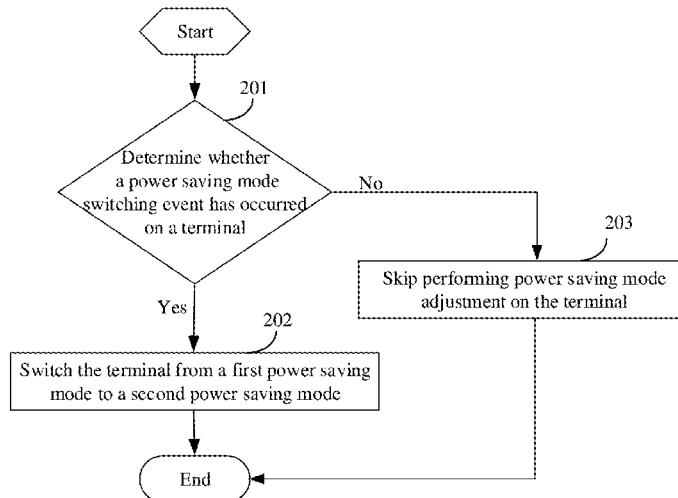 Start
201
Determine whether
a power saving mode
switching event has occurred
on a terminal
No
203
Skip performing power saving mode
adjustment on the terminal
Yes
202
Switch the terminal from a first power saving
mode to a second power saving mode
End